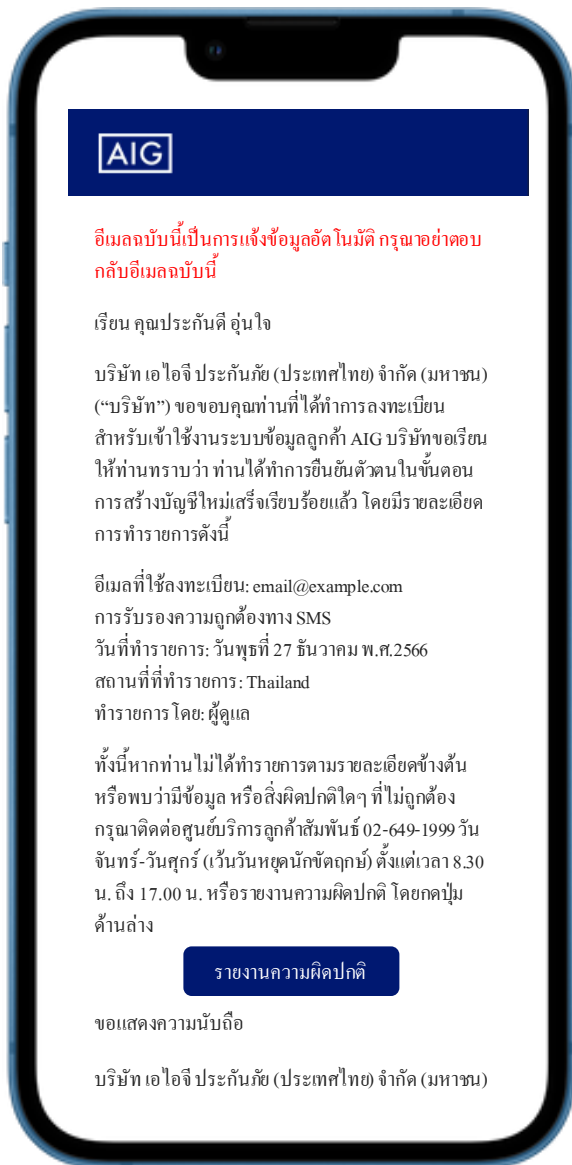 AIG
อีเมลฉบับนี้เป็นการแจ้งข้อมูลอัตโนมัติ กรุณาอย่าตอบ
กลับอีเมลฉบับนี้
เรียน คุณประกันดี อุ่นใจ
บริษัท เอไอจี ประกันภัย (ประเทศไทย) จำกัด (มหาชน)
(“บริษัท”) ขอขอบคุณท่านที่ได้ทำการลงทะเบียน
สำหรับเข้าใช้งานระบบข้อมูลลูกค้า AIG บริษัทขอเรียน
ให้ท่านทราบว่า ท่านได้ทำการยืนยันตัวตนในขั้นตอน
การสร้างบัญชีใหม่เสร็จเรียบร้อยแล้ว โดยมีรายละเอียด
การทำรายการดังนี้
อีเมลที่ใช้ลงทะเบียน: email@example.com
การรับรองความถูกต้องทาง SMS
วันที่ทำรายการ: วันพุธที่ 27 ธันวาคม พ.ศ.2566
สถานที่ที่ทำรายการ: Thailand
ทำรายการโดย: ผู้ดูแล
ทั้งนี้หากท่านไม่ได้ทำรายการตามรายละเอียดข้างต้น
หรือพบว่ามีข้อมูล หรือสิ่งผิดปกติใดๆ ที่ไม่ถูกต้อง
กรุณาติดต่อศูนย์บริการลูกค้าสัมพันธ์ 02-649-1999 วัน
จันทร์-วันศุกร์ (เว้นวันหยุดนักขัตฤกษ์) ตั้งแต่เวลา 8.30
น. ถึง 17.00 น. หรือรายงานความผิดปกติ โดยกดปุ่ม
ด้านล่าง
รายงานความผิดปกติ
ขอแสดงความนับถือ
บริษัท เอไอจี ประกันภัย (ประเทศไทย) จำกัด (มหาชน)